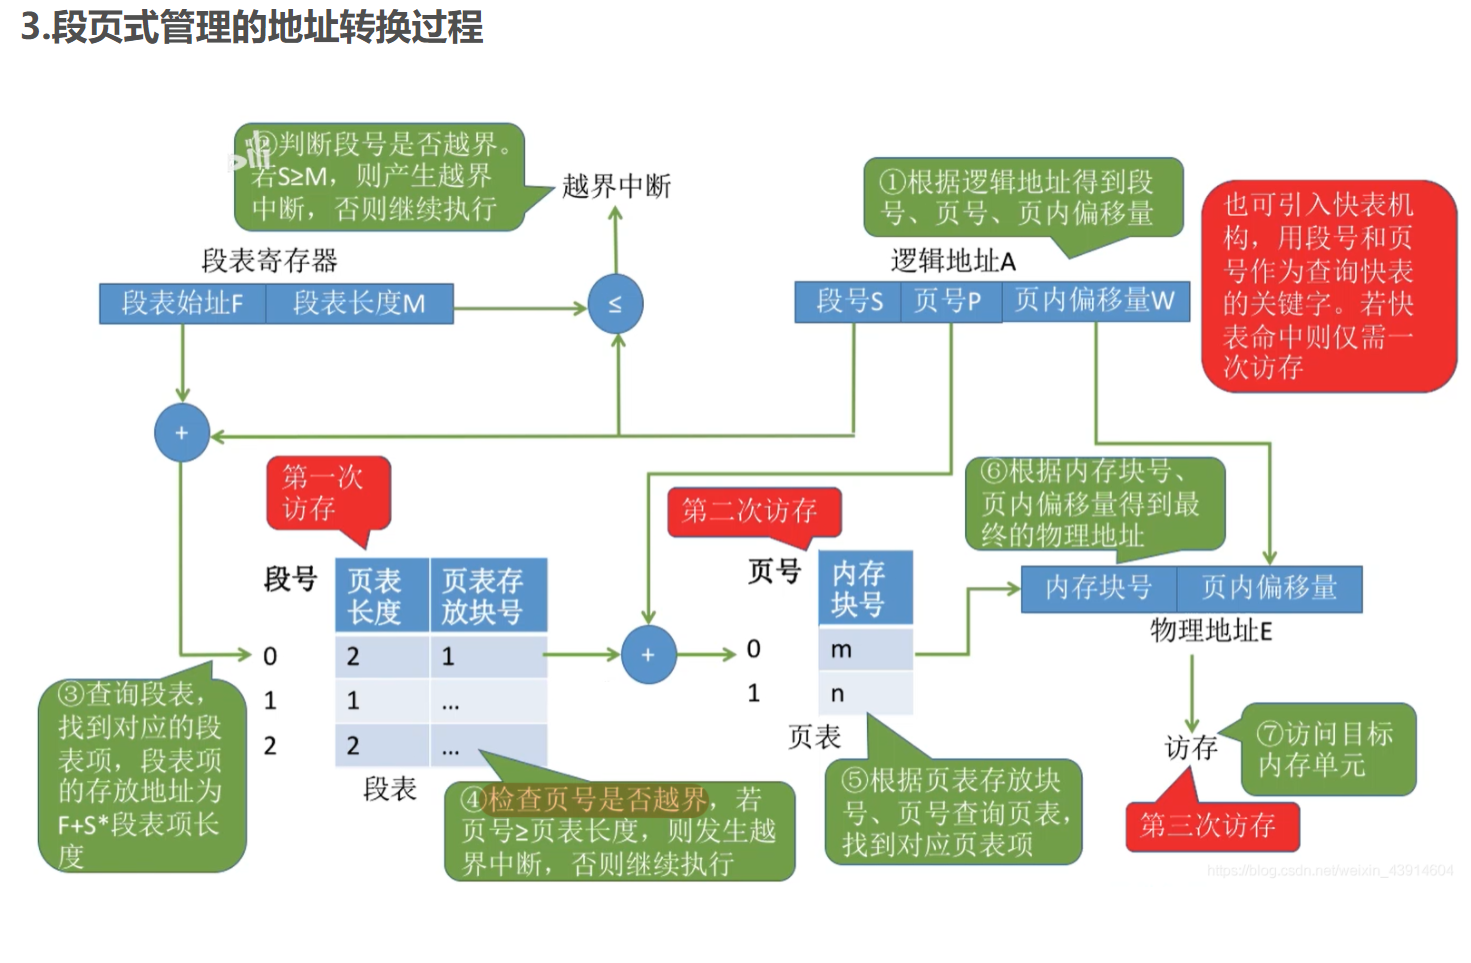 3.段页式管理的地址转换过程
②判断段号是否越界。
若S≥M，则产生越界
中断，否则继续执行
越界中断
①根据逻辑地址得到段
号、页号、页内偏移量
也可引入快表机
构，用段号和页
号作为查询快表
的关键字。若快
表命中则仅需一
次访存
段表寄存器
段表始址F 段表长度M
≤
逻辑地址A
段号S 页号P 页内偏移量W
+
第一次
访存
第二次访存
⑥根据内存块号、
页内偏移量得到最
终的物理地址
段号
页表
长度
页表存
放块号
0 2 1
1 1 ...
2 2 ...
段表
+
页号
内存
块号
0 m
1 n
页表
内存块号 页内偏移量
物理地址E
③查询段表，
找到对应的段
表项，段表项
的存放地址为
F+S*段表项长
度
④检查页号是否越界，若
页号≥页表长度，则发生越
界中断，否则继续执行
⑤根据页表存放块
号、页号查询页表，
找到对应页表项
访存
⑦访问目标
内存单元
第三次访存
https://blog.csdn.net/weixin_43914604